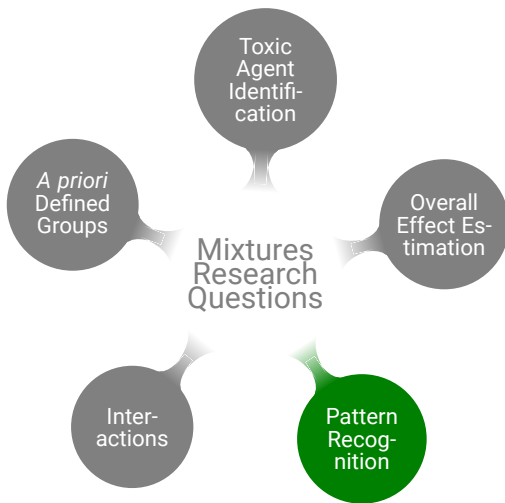 Toxic
Agent
Identifi-
cation
A priori
Defined
Groups
Overall
Effect Es-
timation
Mixtures
Research
Questions
Inter-
actions
Pattern
Recog-
nition